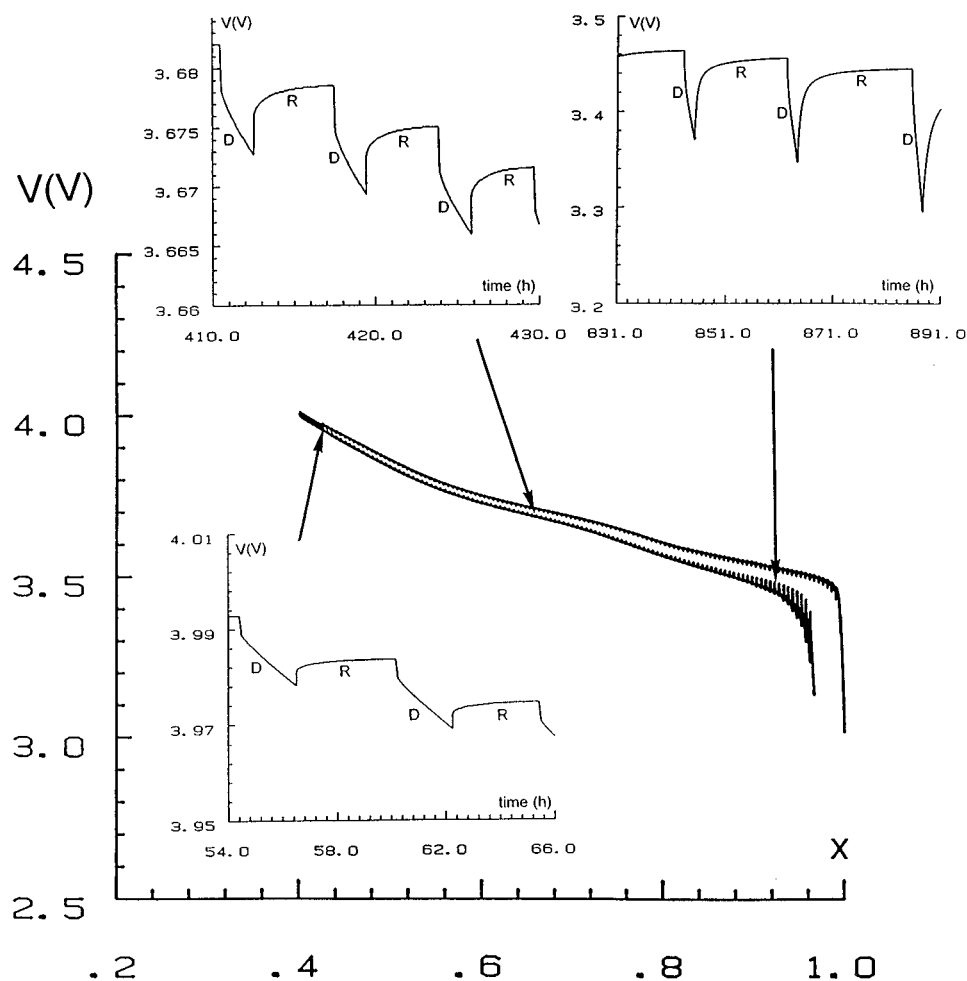 V(V)
3.68
3.675
3.67
3.665
3.66
D
R
D
R
D
R
time (h)
410.0
420.0
430.0
3.5
V(V)
3.4
3.3
3.2
D
R
D
R
D
time (h)
831.0
851.0
871.0
891.0
V(V)
4.5
4.0
3.5
3.0
2.5
4.01
V(V)
3.99
3.97
3.95
D
R
D
R
time (h)
54.0
58.0
62.0
66.0
X
.2
.4
.6
.8
1.0